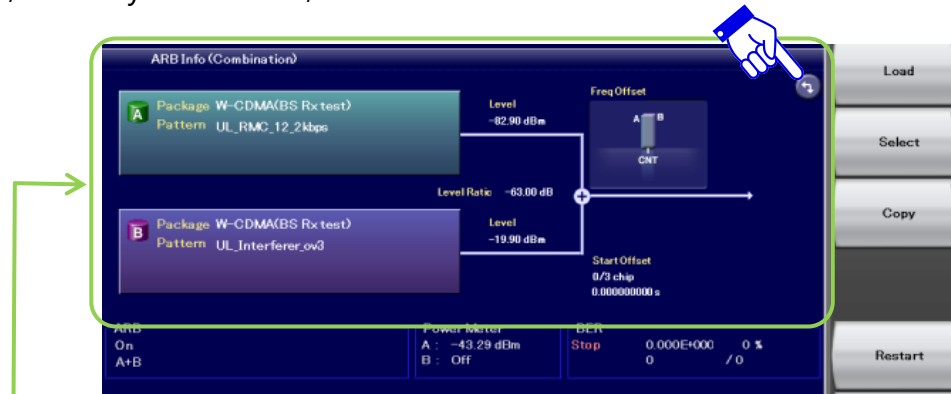 ARB Info (Combination)
Load
A Package W-CDMA(BS Rx test)
Pattern UL_RMC_12_2kbps
Level
-82.90 dBm
Freq Offset
A B
CNT
Select
Level Ratio -63.00 dB
Copy
B Package W-CDMA(BS Rx test)
Pattern UL_Interferer_ov3
Level
-19.90 dBm
Start Offset
0/3 chip
0.000000000 s
ARB
On
A+B
Power Meter
A : -43.29 dBm
B : Off
BER
Stop 0.000E+000 0 %
0 / 0
Restart